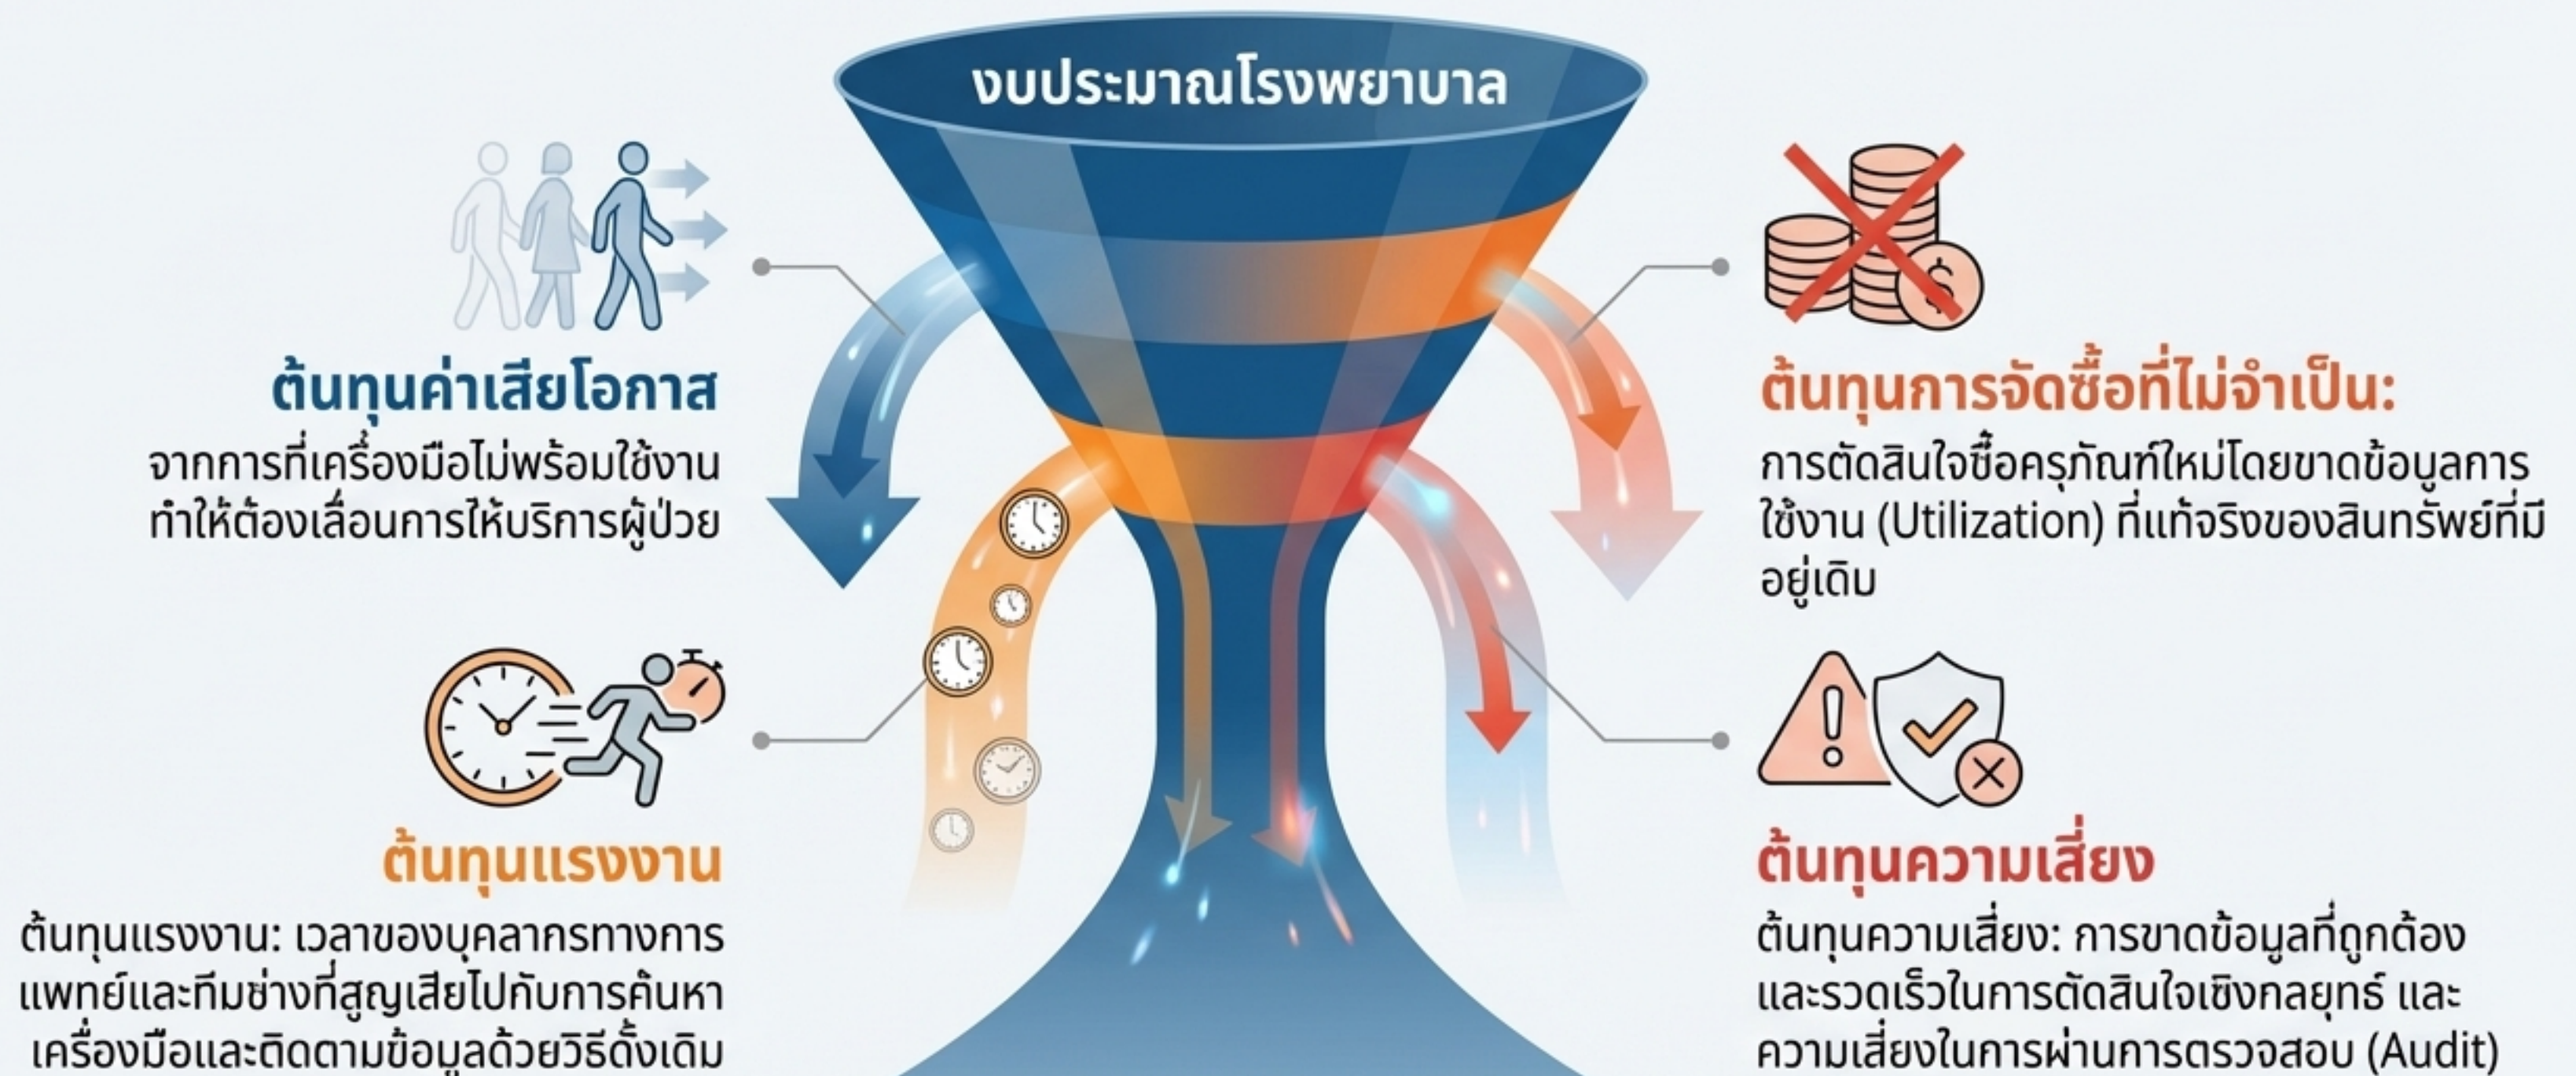 งบประมาณโรงพยาบาล
ต้นทุนค่าเสียโอกาส
จากการที่เครื่องมือไม่พร้อมใช้งาน
ทำให้ต้องเลื่อนการให้บริการผู้ป่วย
ต้นทุนการจัดซื้อที่ไม่จำเป็น:
การตัดสินใจซื้อครุภัณฑ์ใหม่โดยขาดข้อมูลการ
ใช้งาน (Utilization) ที่แท้จริงของสินทรัพย์ที่มี
อยู่เดิม
ต้นทุนแรงงาน
ต้นทุนแรงงาน: เวลาของบุคลากรทางการ
แพทย์และทีมช่างที่สูญเสียไปกับการค้นหา
เครื่องมือและติดตามข้อมูลด้วยวิธีดั้งเดิม
ต้นทุนความเสี่ยง
ต้นทุนความเสี่ยง: การขาดข้อมูลที่ถูกต้อง
และรวดเร็วในการตัดสินใจเชิงกลยุทธ์ และ
ความเสี่ยงในการผ่านการตรวจสอบ (Audit)